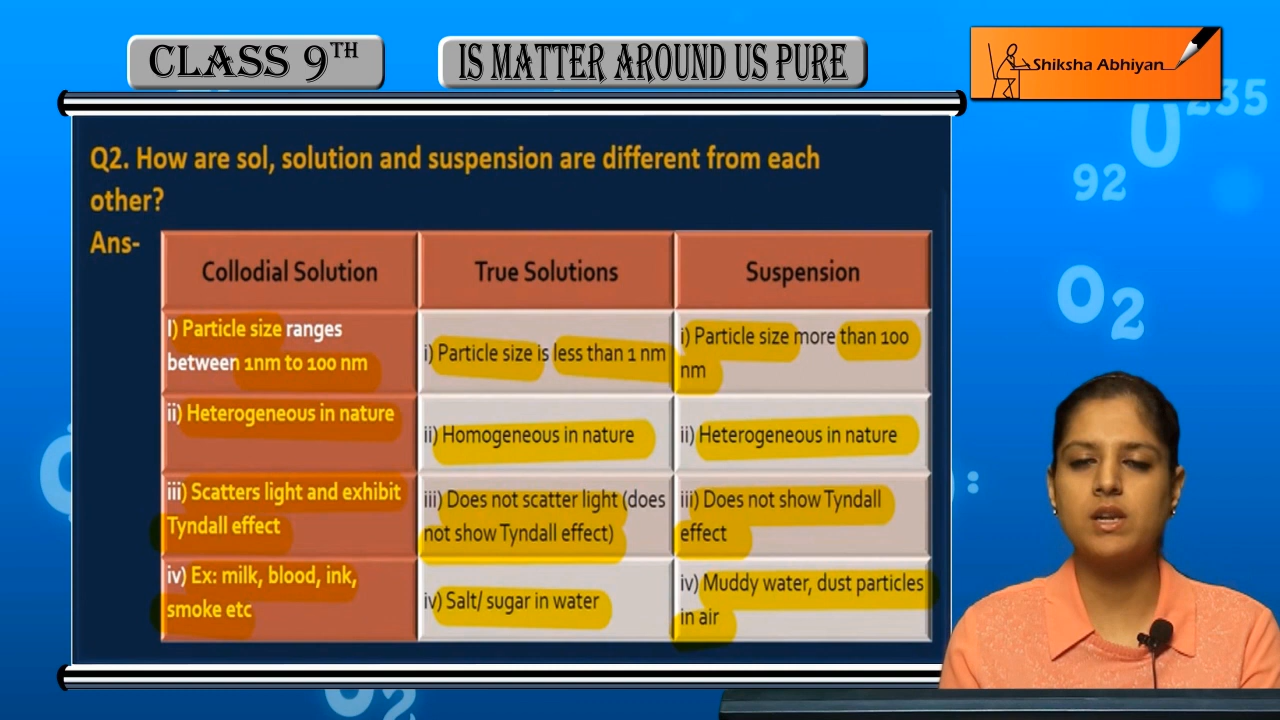 CLASS 9TH
IS MATTER AROUND US PURE
Shiksha Abhiyan
235
U
92
O2
Q2. How are sol, solution and suspension are different from each
other?
Ans-
Collodial Solution
True Solutions
Suspension
I) Particle size ranges
between 1nm to 100 nm
i) Particle size is less than 1 nm
i) Particle size more than 100
nm
ii) Heterogeneous in nature
ii) Homogeneous in nature
ii) Heterogeneous in nature
iii) Scatters light and exhibit
Tyndall effect
iii) Does not scatter light (does
not show Tyndall effect)
iii) Does not show Tyndall
effect
iv) Ex: milk, blood, ink,
smoke etc
iv) Salt/ sugar in water
iv) Muddy water, dust particles
in air